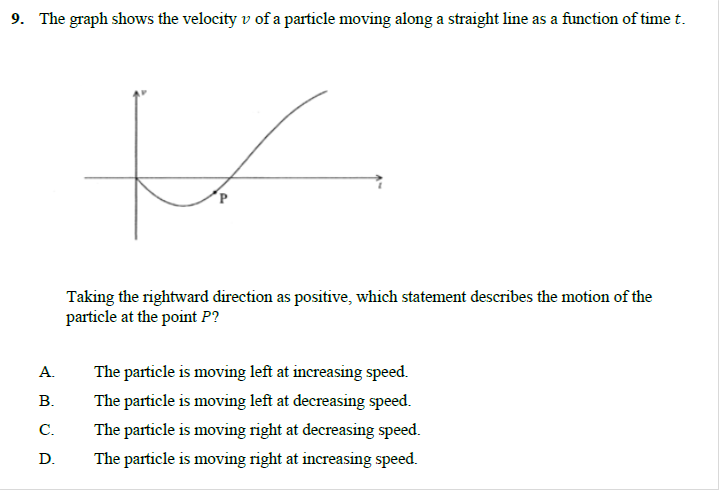 9. The graph shows the velocity v of a particle moving along a straight line as a function of time t.
v
t
P
Taking the rightward direction as positive, which statement describes the motion of the
particle at the point P?
A. The particle is moving left at increasing speed.
B. The particle is moving left at decreasing speed.
C. The particle is moving right at decreasing speed.
D. The particle is moving right at increasing speed.